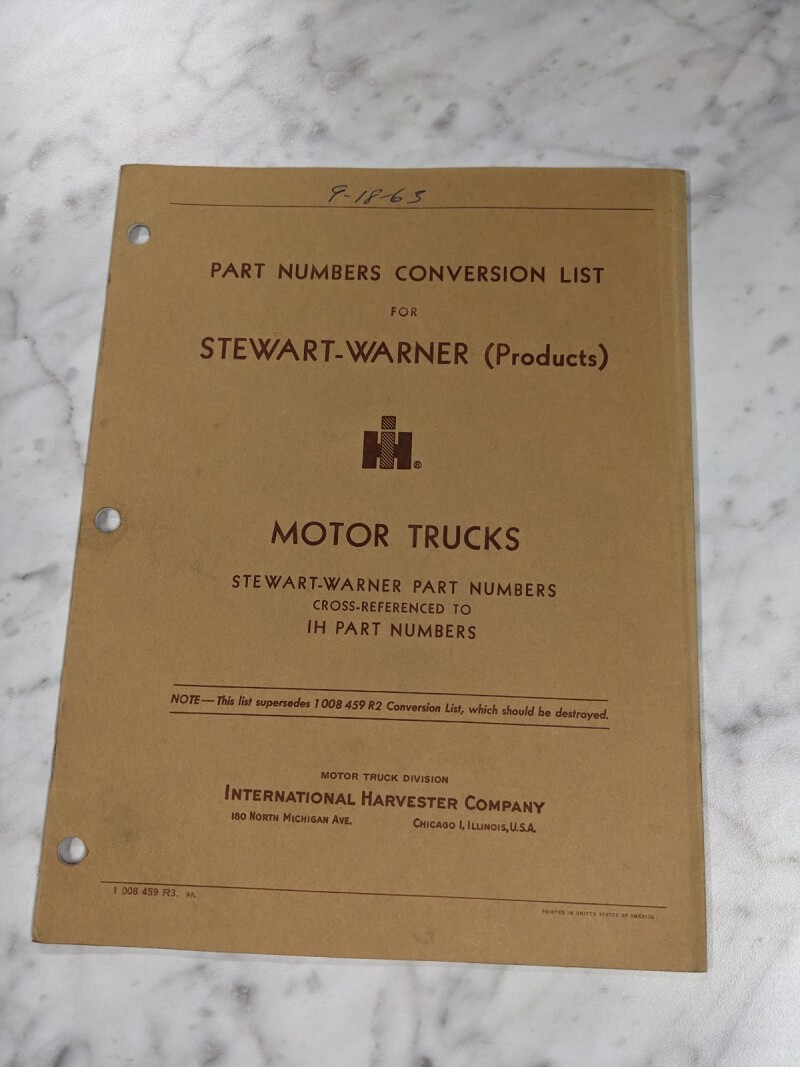 9-18-63
PART NUMBERS CONVERSION LIST
FOR
STEWART-WARNER (Products)
IH®
MOTOR TRUCKS
STEWART-WARNER PART NUMBERS
CROSS-REFERENCED TO
IH PART NUMBERS
NOTE—This list supersedes 1 008 459 R2 Conversion List, which should be destroyed.
MOTOR TRUCK DIVISION
INTERNATIONAL HARVESTER COMPANY
180 NORTH MICHIGAN AVE. CHICAGO 1, ILLINOIS, U.S.A.
1 008 459 R3.
PRINTED IN UNITED STATES OF AMERICA